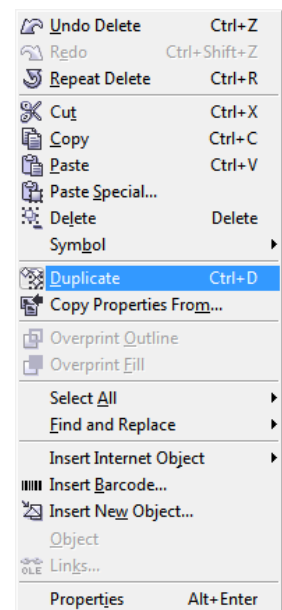 Undo Delete Ctrl+Z
Redo Ctrl+Shift+Z
Repeat Delete Ctrl+R
Cut Ctrl+X
Copy Ctrl+C
Paste Ctrl+V
Paste Special...
Delete Delete
Symbol
Duplicate Ctrl+D
Copy Properties From...
Overprint Outline
Overprint Fill
Select All
Find and Replace
Insert Internet Object
Insert Barcode...
Insert New Object...
Object
OLE Links...
Properties Alt+Enter